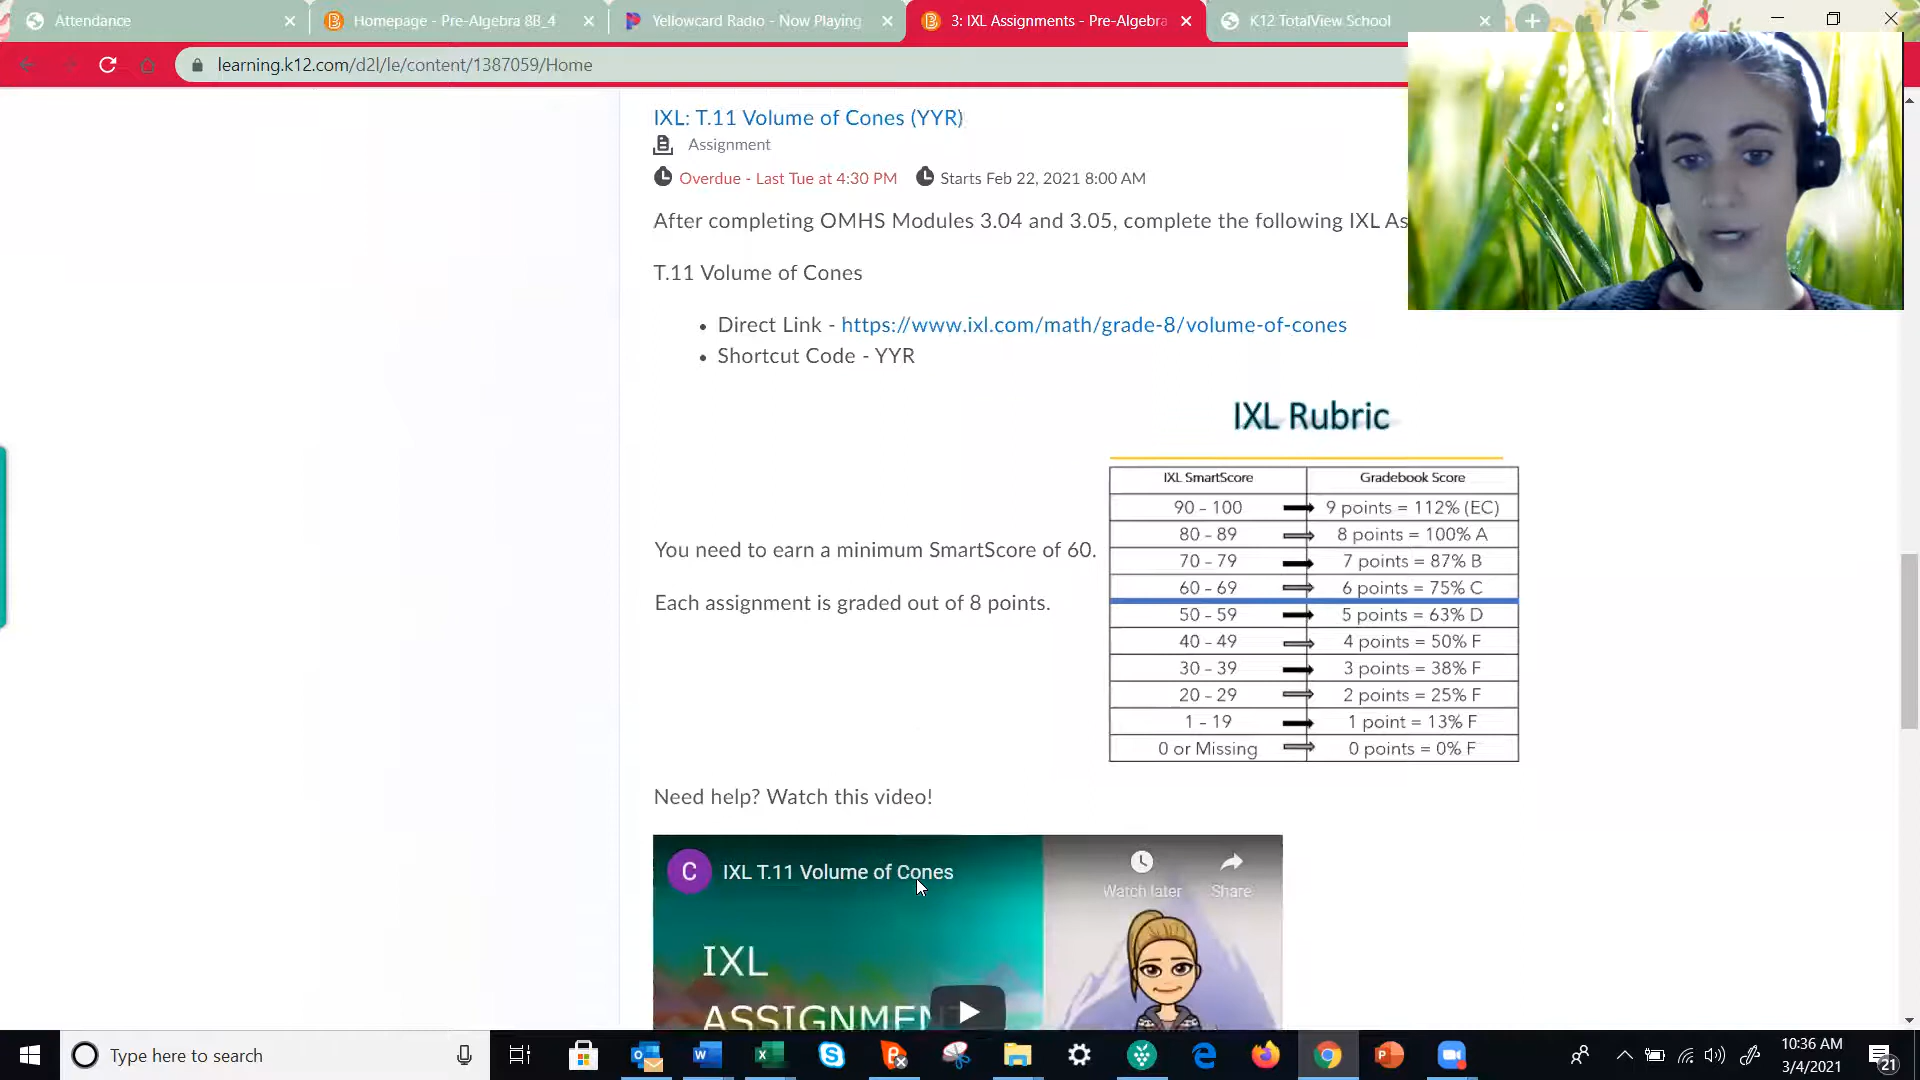 Attendance
Homepage - Pre-Algebra 8B_4
Yellowcard Radio - Now Playing
3: IXL Assignments - Pre-Algebra
K12 TotalView School
learning.k12.com/d2l/le/content/1387059/Home
IXL: T.11 Volume of Cones (YYR)
Assignment
Overdue - Last Tue at 4:30 PM Starts Feb 22, 2021 8:00 AM
After completing OMHS Modules 3.04 and 3.05, complete the following IXL As
T.11 Volume of Cones
• Direct Link - https://www.ixl.com/math/grade-8/volume-of-cones
• Shortcut Code - YYR
IXL Rubric
IXL SmartScore Gradebook Score
90 - 100 9 points = 112% (EC)
80 - 89 8 points = 100% A
70 - 79 7 points = 87% B
60 - 69 6 points = 75% C
50 - 59 5 points = 63% D
40 - 49 4 points = 50% F
30 - 39 3 points = 38% F
20 - 29 2 points = 25% F
1 - 19 1 point = 13% F
0 or Missing 0 points = 0% F
You need to earn a minimum SmartScore of 60.
Each assignment is graded out of 8 points.
Need help? Watch this video!
C IXL T.11 Volume of Cones
Watch later Share
IXL
ASSIGNMEN
Type here to search
10:36 AM
3/4/2021
21